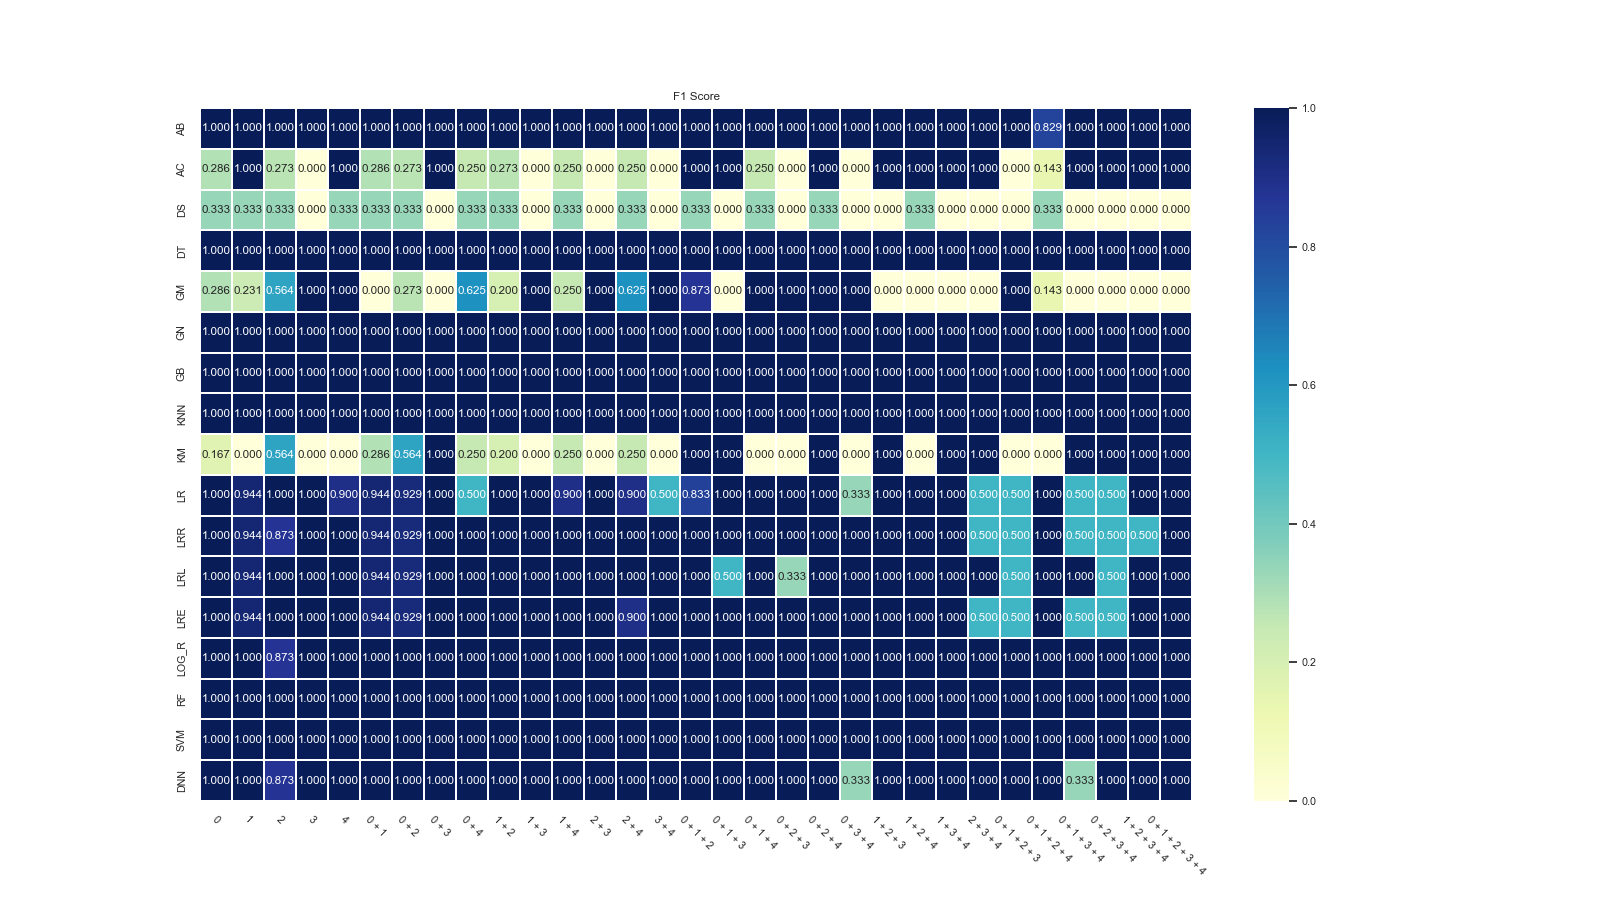 F1 Score
AB 1.000 1.000 1.000 1.000 1.000 1.000 1.000 1.000 1.000 1.000 1.000 1.000 1.000 1.000 1.000 1.000 1.000 1.000 1.000 1.000 1.000 1.000 1.000 1.000 1.000 1.000 0.829 1.000 1.000 1.000 1.000 1.0
AC 0.286 1.000 0.273 0.000 1.000 0.286 0.273 1.000 0.250 0.273 0.000 0.250 0.000 0.250 0.000 1.000 1.000 0.250 0.000 1.000 0.000 1.000 1.000 1.000 1.000 0.000 0.143 1.000 1.000 1.000 1.000
DS 0.333 0.333 0.333 0.000 0.333 0.333 0.333 0.000 0.333 0.333 0.000 0.333 0.000 0.333 0.000 0.333 0.000 0.333 0.000 0.333 0.000 0.000 0.333 0.000 0.000 0.000 0.333 0.000 0.000 0.000 0.000
DT 1.000 1.000 1.000 1.000 1.000 1.000 1.000 1.000 1.000 1.000 1.000 1.000 1.000 1.000 1.000 1.000 1.000 1.000 1.000 1.000 1.000 1.000 1.000 1.000 1.000 1.000 1.000 1.000 1.000 1.000 1.000 0.8
GM 0.286 0.231 0.564 1.000 1.000 0.000 0.273 0.000 0.625 0.200 1.000 0.250 1.000 0.625 1.000 0.873 0.000 1.000 1.000 1.000 1.000 0.000 0.000 0.000 0.000 1.000 0.143 0.000 0.000 0.000 0.000
GN 1.000 1.000 1.000 1.000 1.000 1.000 1.000 1.000 1.000 1.000 1.000 1.000 1.000 1.000 1.000 1.000 1.000 1.000 1.000 1.000 1.000 1.000 1.000 1.000 1.000 1.000 1.000 1.000 1.000 1.000 1.000
GB 1.000 1.000 1.000 1.000 1.000 1.000 1.000 1.000 1.000 1.000 1.000 1.000 1.000 1.000 1.000 1.000 1.000 1.000 1.000 1.000 1.000 1.000 1.000 1.000 1.000 1.000 1.000 1.000 1.000 1.000 1.000 0.6
KNN 1.000 1.000 1.000 1.000 1.000 1.000 1.000 1.000 1.000 1.000 1.000 1.000 1.000 1.000 1.000 1.000 1.000 1.000 1.000 1.000 1.000 1.000 1.000 1.000 1.000 1.000 1.000 1.000 1.000 1.000 1.000
KM 0.167 0.000 0.564 0.000 0.000 0.286 0.564 1.000 0.250 0.200 0.000 0.250 0.000 0.250 0.000 1.000 1.000 0.000 0.000 1.000 0.000 1.000 0.000 1.000 1.000 0.000 0.000 1.000 1.000 1.000 1.000
LR 1.000 0.944 1.000 1.000 0.900 0.944 0.929 1.000 0.500 1.000 1.000 0.900 1.000 0.900 0.500 0.833 1.000 1.000 1.000 1.000 0.333 1.000 1.000 1.000 0.500 0.500 1.000 0.500 0.500 1.000 1.000
LRR 1.000 0.944 0.873 1.000 1.000 0.944 0.929 1.000 1.000 1.000 1.000 1.000 1.000 1.000 1.000 1.000 1.000 1.000 1.000 1.000 1.000 1.000 1.000 1.000 0.500 0.500 1.000 0.500 0.500 0.500 1.000 0.4
LRL 1.000 0.944 1.000 1.000 1.000 0.944 0.929 1.000 1.000 1.000 1.000 1.000 1.000 1.000 1.000 1.000 0.500 1.000 0.333 1.000 1.000 1.000 1.000 1.000 1.000 0.500 1.000 1.000 0.500 1.000 1.000
LRE 1.000 0.944 1.000 1.000 1.000 0.944 0.929 1.000 1.000 1.000 1.000 1.000 1.000 0.900 1.000 1.000 1.000 1.000 1.000 1.000 1.000 1.000 1.000 1.000 0.500 0.500 1.000 0.500 0.500 1.000 1.000
LOG_R 1.000 1.000 0.873 1.000 1.000 1.000 1.000 1.000 1.000 1.000 1.000 1.000 1.000 1.000 1.000 1.000 1.000 1.000 1.000 1.000 1.000 1.000 1.000 1.000 1.000 1.000 1.000 1.000 1.000 1.000 1.000 0.2
RF 1.000 1.000 1.000 1.000 1.000 1.000 1.000 1.000 1.000 1.000 1.000 1.000 1.000 1.000 1.000 1.000 1.000 1.000 1.000 1.000 1.000 1.000 1.000 1.000 1.000 1.000 1.000 1.000 1.000 1.000 1.000
SVM 1.000 1.000 1.000 1.000 1.000 1.000 1.000 1.000 1.000 1.000 1.000 1.000 1.000 1.000 1.000 1.000 1.000 1.000 1.000 1.000 1.000 1.000 1.000 1.000 1.000 1.000 1.000 1.000 1.000 1.000 1.000
DNN 1.000 1.000 0.873 1.000 1.000 1.000 1.000 1.000 1.000 1.000 1.000 1.000 1.000 1.000 1.000 1.000 1.000 1.000 1.000 1.000 0.333 1.000 1.000 1.000 1.000 1.000 1.000 0.333 1.000 1.000 1.000 0.0
0
1
2
3
4
0 + 1
0 + 2
0 + 3
0 + 4
1 + 2
1 + 3
1 + 4
2 + 3
2 + 4
3 + 4
0 + 1 + 2
0 + 1 + 3
0 + 1 + 4
0 + 2 + 3
0 + 2 + 4
0 + 3 + 4
1 + 2 + 3
1 + 2 + 4
1 + 3 + 4
2 + 3 + 4
0 + 1 + 2 + 3
0 + 1 + 2 + 4
0 + 1 + 3 + 4
0 + 2 + 3 + 4
1 + 2 + 3 + 4
0 + 1 + 2 + 3 + 4